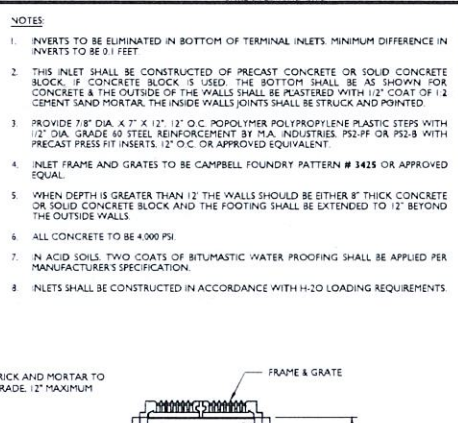 NOTES:
1. INVERTS TO BE ELIMINATED IN BOTTOM OF TERMINAL INLETS. MINIMUM DIFFERENCE IN
INVERTS TO BE 0.1 FEET
2. THIS INLET SHALL BE CONSTRUCTED OF PRECAST CONCRETE OR SOLID CONCRETE
BLOCK, IF CONCRETE BLOCK IS USED, THE BOTTOM SHALL BE AS SHOWN FOR
CONCRETE & THE OUTSIDE OF THE WALLS SHALL BE PLASTERED WITH 1/2" COAT OF 1:2
CEMENT SAND MORTAR, THE INSIDE WALLS JOINTS SHALL BE STRUCK AND POINTED.
3. PROVIDE 7/8" DIA. X 7" X 12", 12" O.C. POPOLYMER POLYPROPYLENE PLASTIC STEPS WITH
1/2" DIA. GRADE 60 STEEL REINFORCEMENT BY M.A. INDUSTRIES, PS2-PF OR PS2-B WITH
PRECAST PRESS FIT INSERTS, 12" O.C. OR APPROVED EQUIVALENT.
4. INLET FRAME AND GRATES TO BE CAMPBELL FOUNDRY PATTERN # 3425 OR APPROVED
EQUAL.
5. WHEN DEPTH IS GREATER THAN 12' THE WALLS SHOULD BE EITHER 8" THICK CONCRETE
OR SOLID CONCRETE BLOCK AND THE FOOTING SHALL BE EXTENDED TO 12" BEYOND
THE OUTSIDE WALLS.
6. ALL CONCRETE TO BE 4,000 PSI.
7. IN ACID SOILS, TWO COATS OF BITUMASTIC WATER PROOFING SHALL BE APPLIED PER
MANUFACTURER'S SPECIFICATION.
8. INLETS SHALL BE CONSTRUCTED IN ACCORDANCE WITH H-20 LOADING REQUIREMENTS.
FRAME & GRATE
RICK AND MORTAR TO
RADE, 12" MAXIMUM